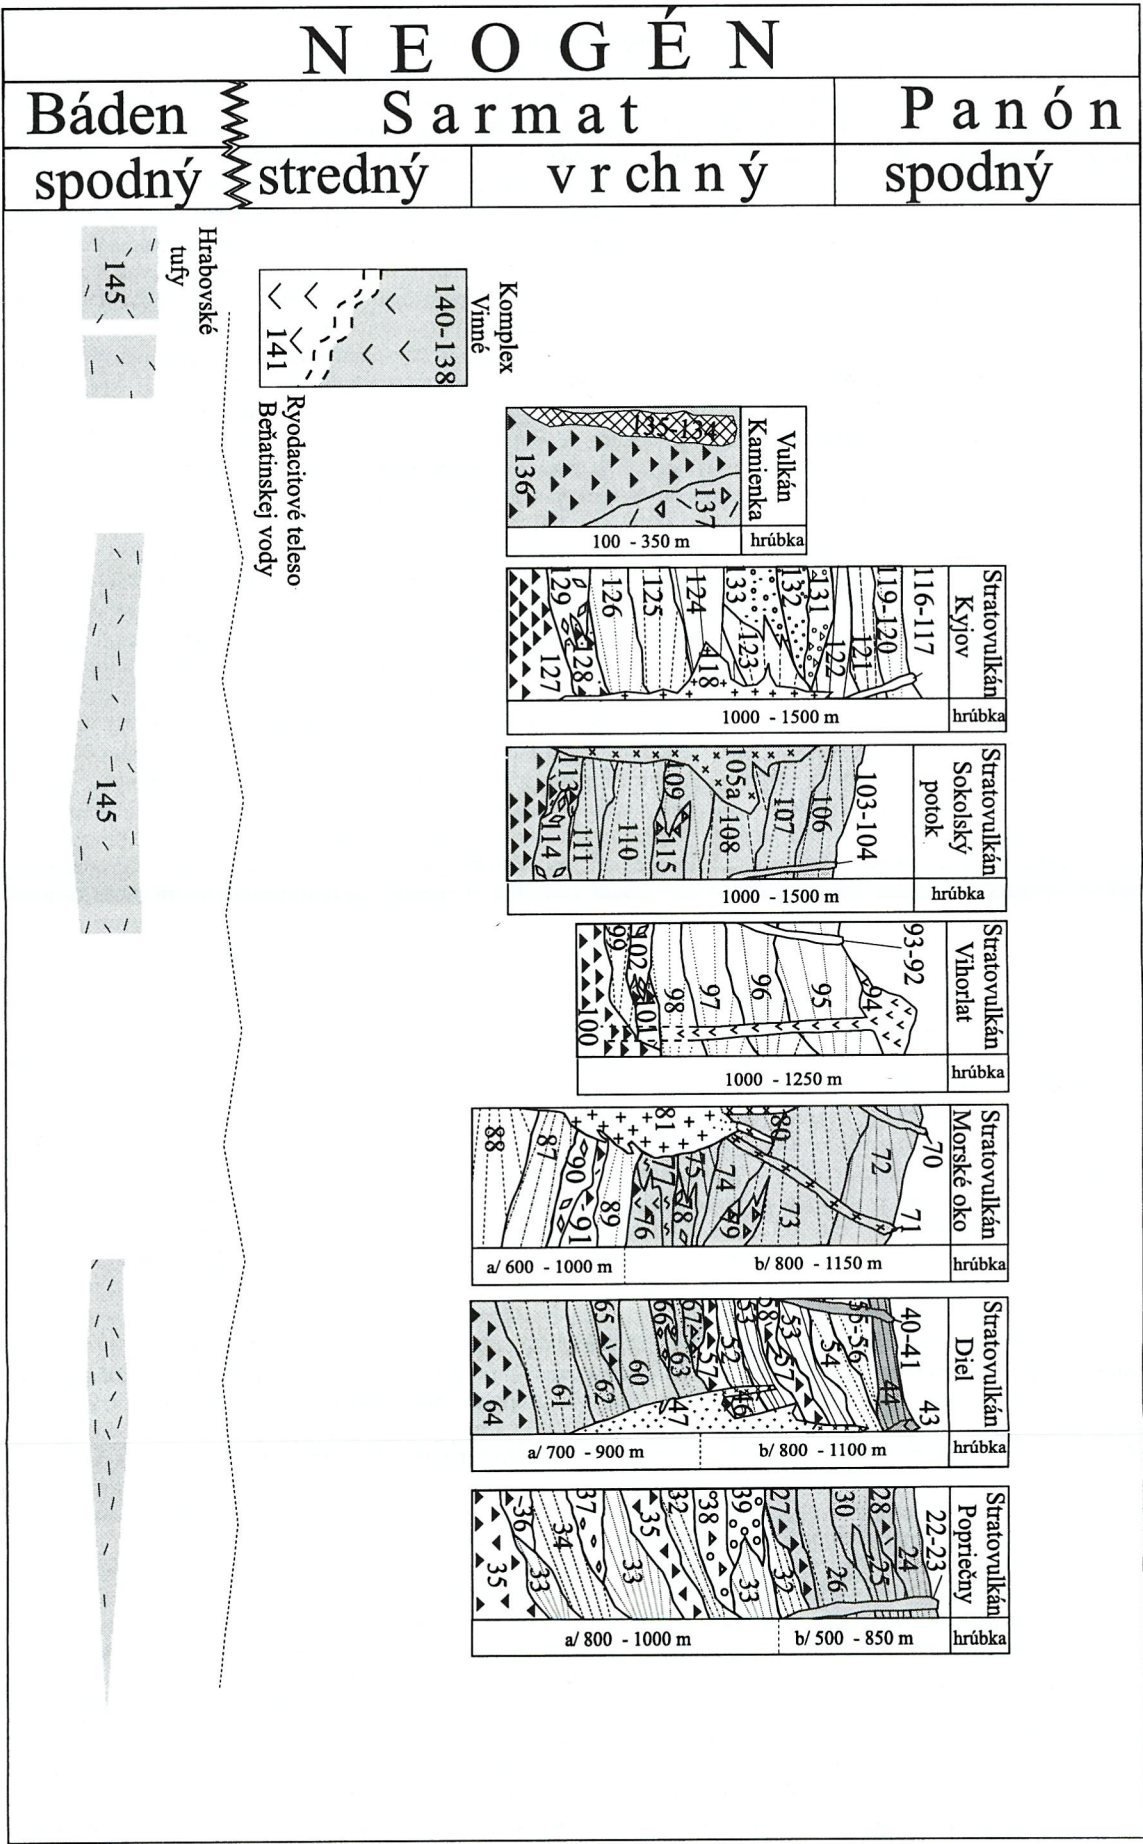 NEOGÉN
Báden
Sarmat
Panón
spodný
stredný
vrchný
spodný
Hrabovské
tufy
145
145
Komplex
Vinné
140-138
141
Ryodacitové teleso
Beňatinskej vody
Vulkán
Kamienka
hrúbka
135-134
137
136
100 - 350 m
Stratovulkán
Kyjov
hrúbka
116-117
119-120
121
122
131
132
133
123
118
124
125
126
129
128
127
1000 - 1500 m
Stratovulkán
Sokolský
potok
hrúbka
103-104
106
107
105a
108
109
115
110
111
113
114
1000 - 1500 m
Stratovulkán
Vihorlat
hrúbka
93-92
94
95
96
97
98
102
101
99
100
1000 - 1250 m
Stratovulkán
Morské oko
hrúbka
70
71
72
73
80
79
74
81
75
78
77
76
89
90
91
87
88
a/ 600 - 1000 m
b/ 800 - 1150 m
Stratovulkán
Diel
hrúbka
40-41
43
44
55-56
54
53
57
58
53
52
46
57
67
63
66
47
60
65
62
61
64
a/ 700 - 900 m
b/ 800 - 1100 m
Stratovulkán
Popriečny
hrúbka
22-23
24
28
25
30
26
27
32
39
33
38
32
35
33
37
34
36
33
35
a/ 800 - 1000 m
b/ 500 - 850 m